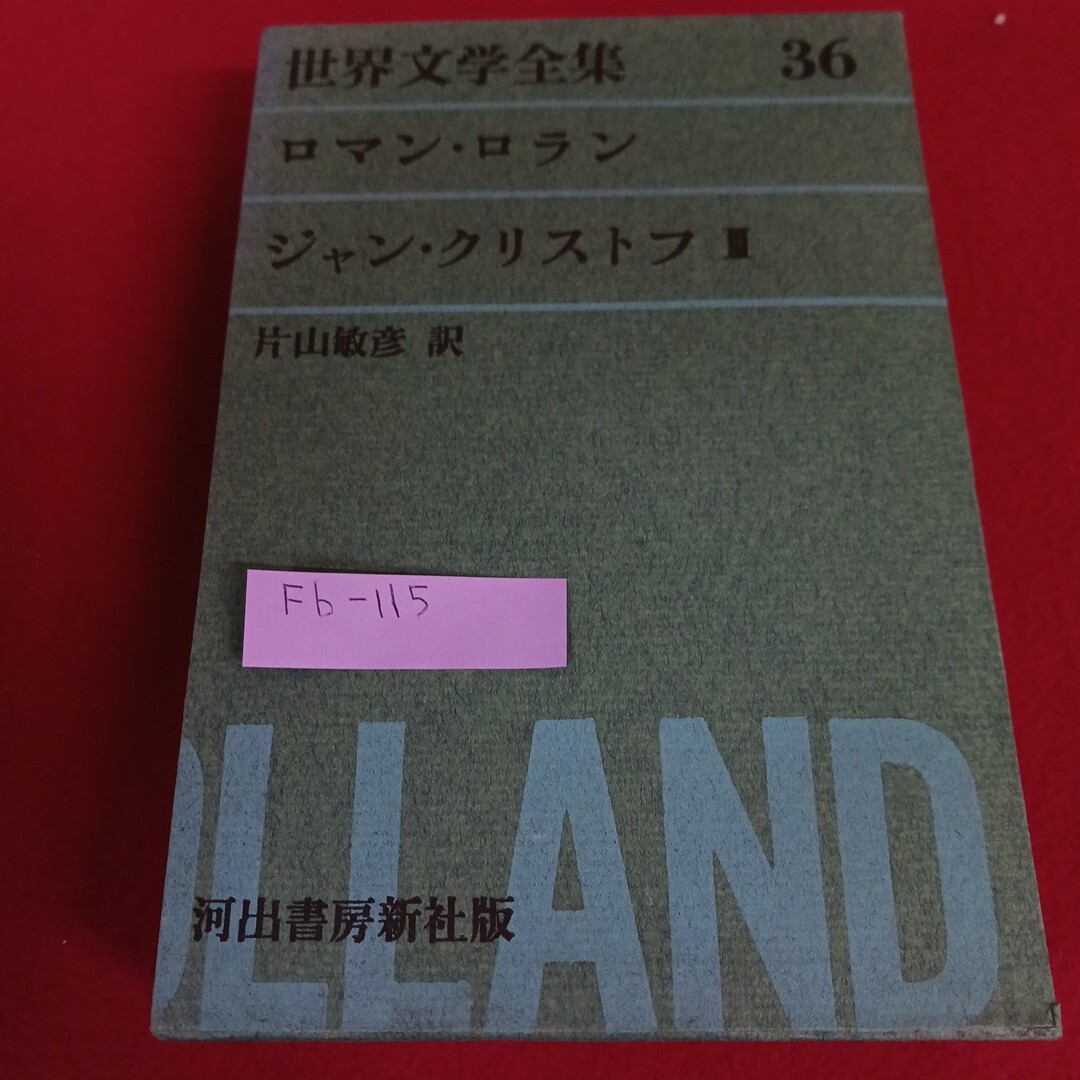 世界文学全集 36
ロマン・ロラン
ジャン・クリストフ Ⅲ
片山敏彦 訳
Fb-115
OLLAND
河出書房新社版